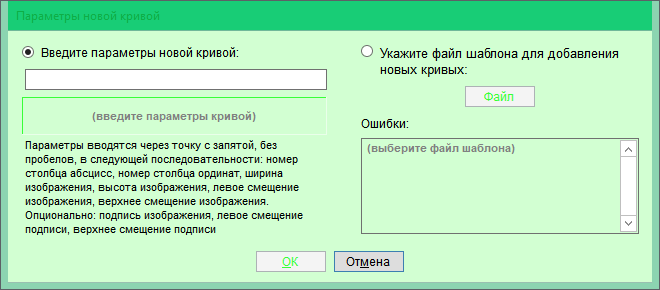 Параметры новой кривой
Введите параметры новой кривой:
(введите параметры кривой)
Параметры вводятся через точку с запятой, без
пробелов, в следующей последовательности: номер
столбца абсцисс, номер столбца ординат, ширина
изображения, высота изображения, левое смещение
изображения, верхнее смещение изображения.
Опционально: подпись изображения, левое смещение
подписи, верхнее смещение подписи
Укажите файл шаблона для добавления
новых кривых:
Файл
Ошибки:
(выберите файл шаблона)
OK
Отмена